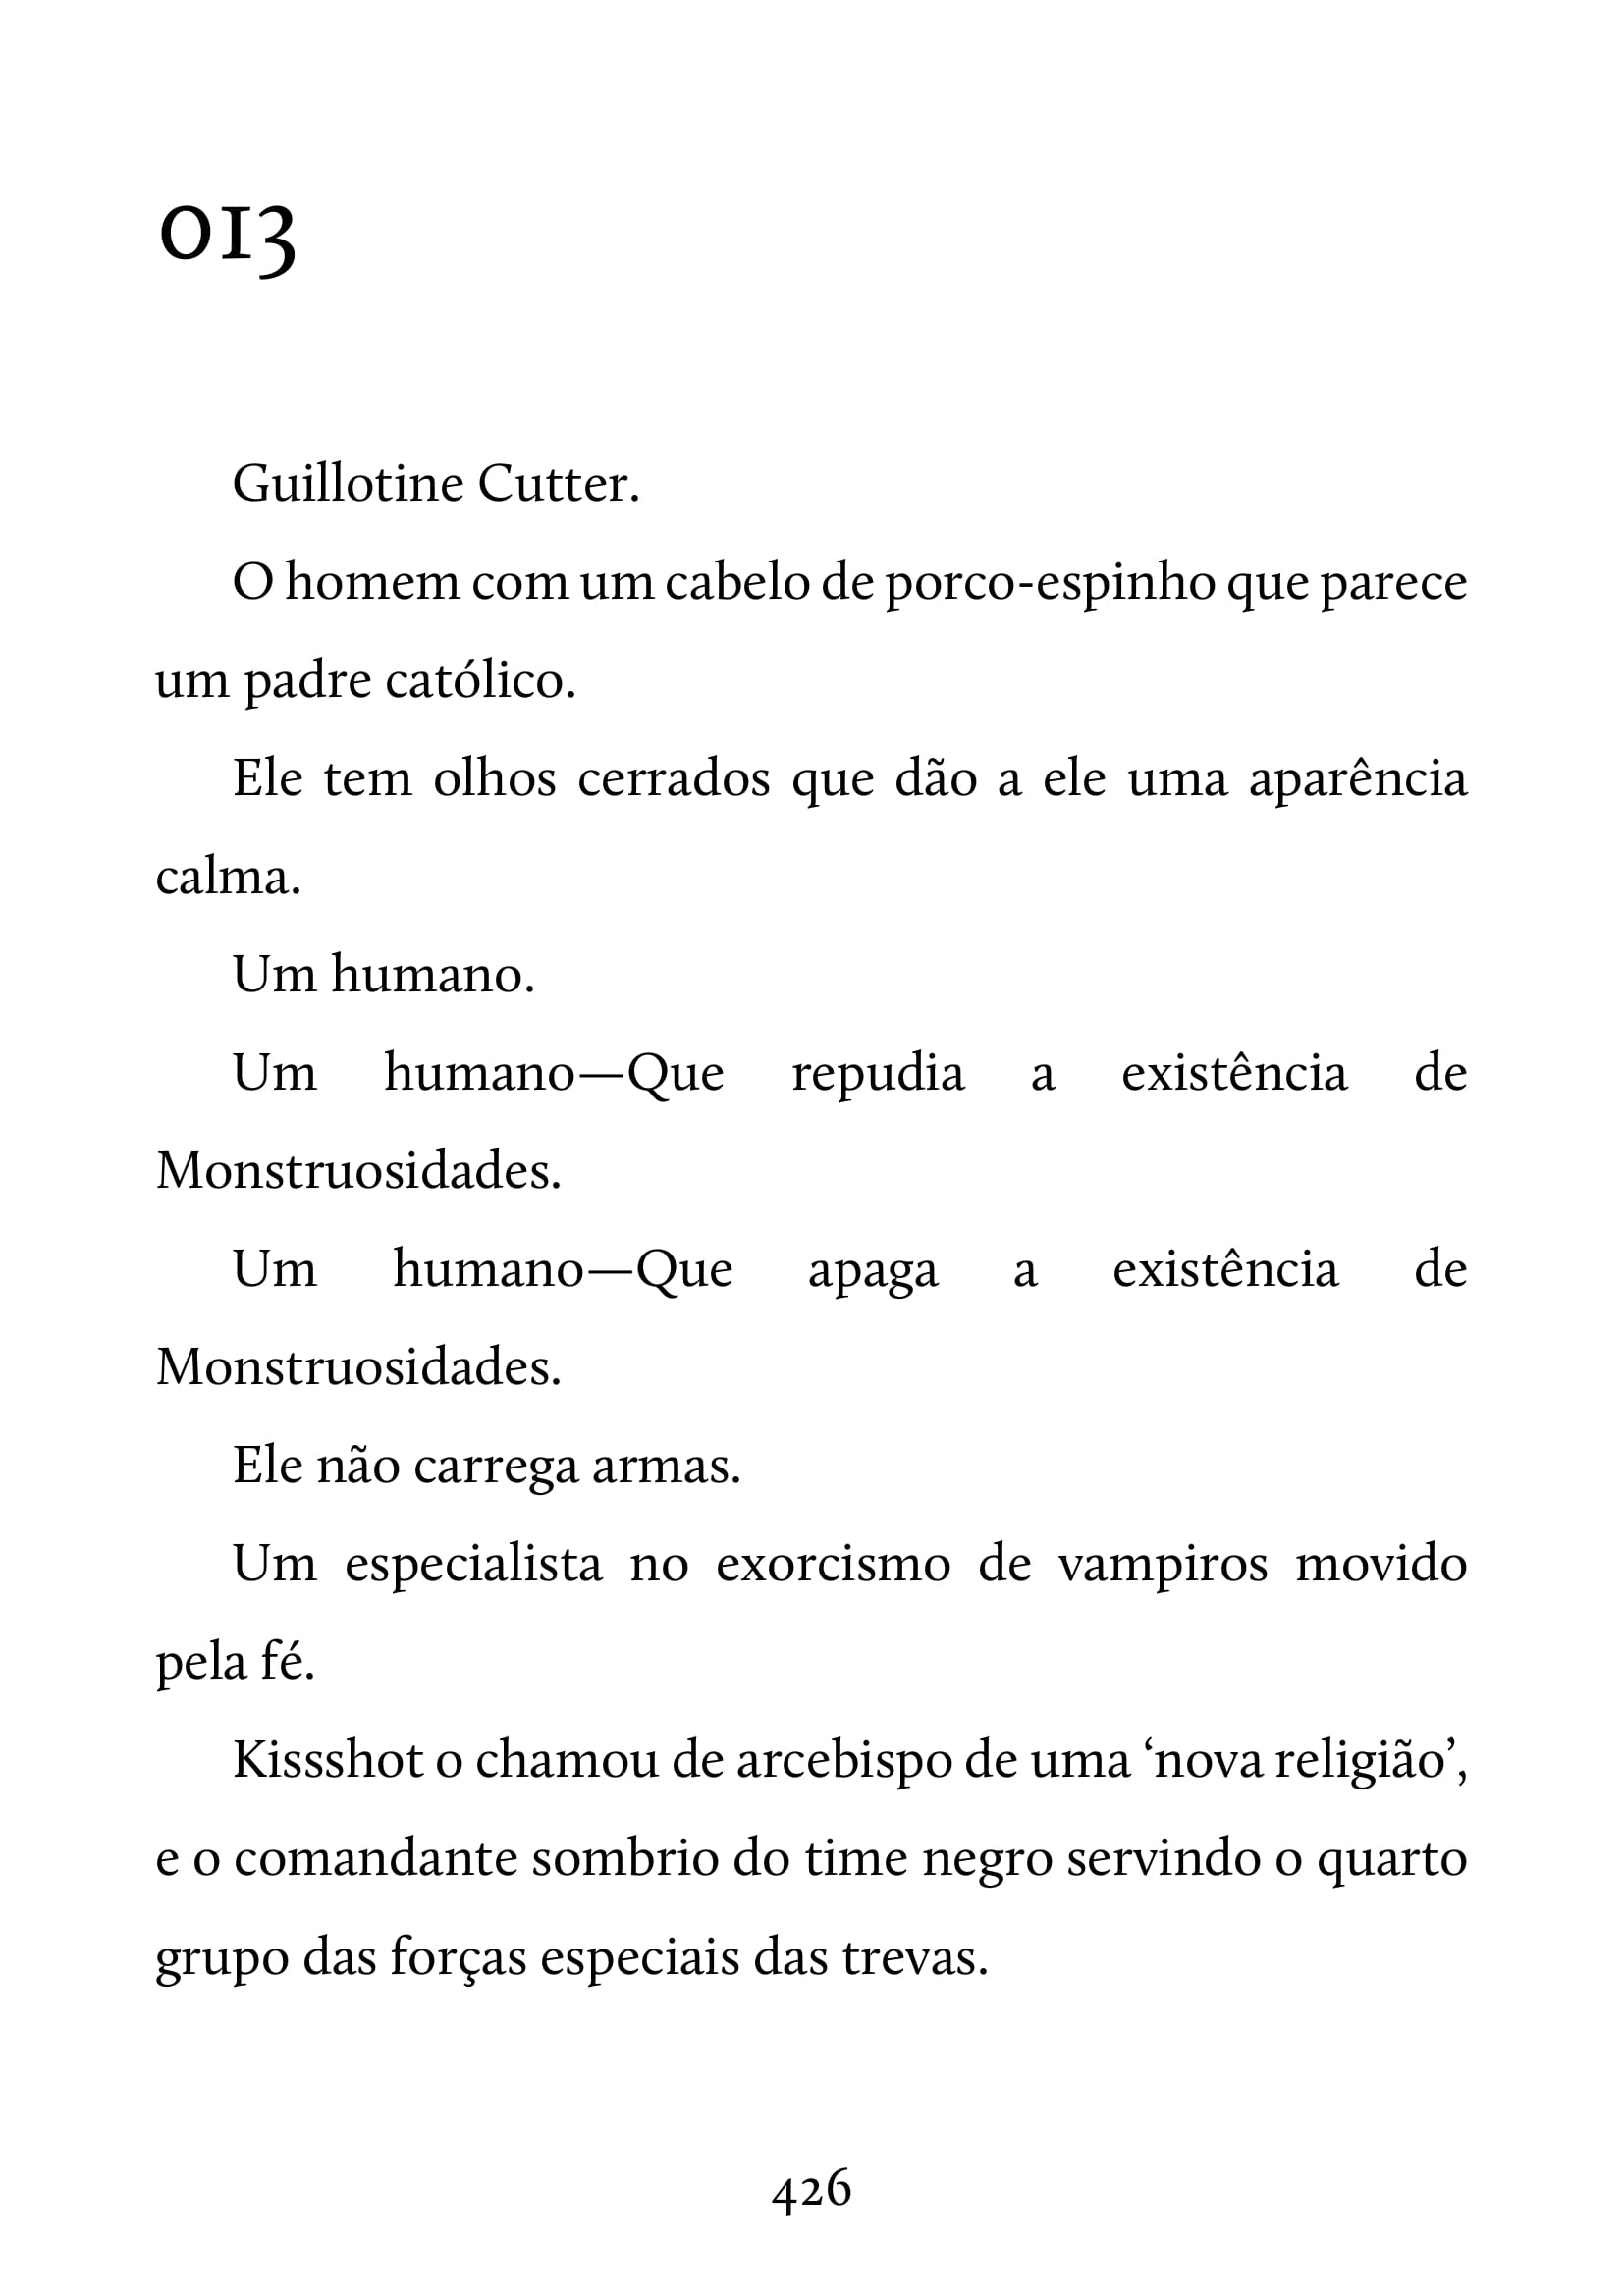 013
Guillotine Cutter.
O homem com um cabelo de porco-espinho que parece
um padre católico.
Ele tem olhos cerrados que dão a ele uma aparência
calma.
Um humano.
Um humano—Que repudia a existência de
Monstruosidades.
Um humano—Que apaga a existência de
Monstruosidades.
Ele não carrega armas.
Um especialista no exorcismo de vampiros movido
pela fé.
Kissshot o chamou de arcebispo de uma ‘nova religião’,
e o comandante sombrio do time negro servindo o quarto
grupo das forças especiais das trevas.
426